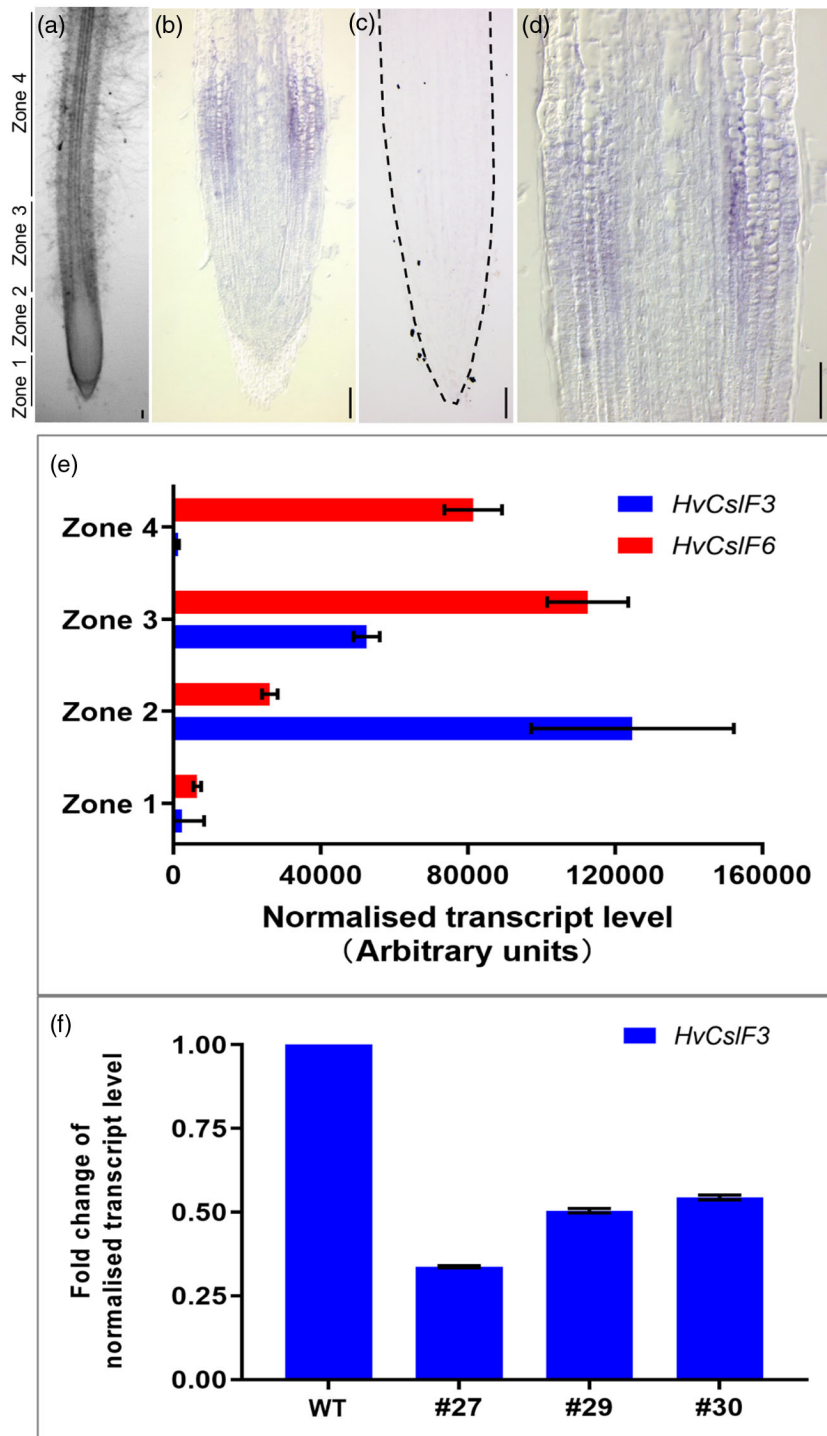 (a)
(b)
(c)
(d)
Zone 4
Zone 3
Zone 2
Zone 1
(e)
HvCslF3
HvCslF6
Zone 4
Zone 3
Zone 2
Zone 1
0
40000
80000
120000
160000
Normalised transcript level
(Arbitrary units)
(f)
HvCslF3
1.00
0.75
0.50
0.25
0.00
Fold change of
normalised transcript level
WT
#27
#29
#30